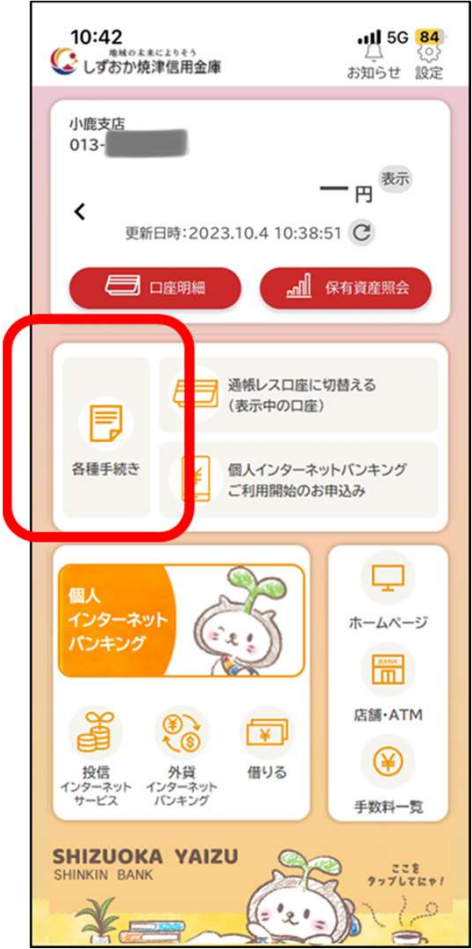 10:42
5G 84
地域の未来によりそう
しずおか焼津信用金庫
お知らせ 設定
小鹿支店
013-
ー 円 表示
更新日時:2023.10.4 10:38:51
口座明細
保有資産照会
各種手続き
通帳レス口座に切替える
(表示中の口座)
個人インターネットバンキング
ご利用開始のお申込み
個人
インターネット
バンキング
投信
インターネット
サービス
外貨
インターネット
バンキング
借りる
ホームページ
BANK
店舗・ATM
手数料一覧
SHIZUOKA YAIZU
SHINKIN BANK
ここを
タップしてにゃ!